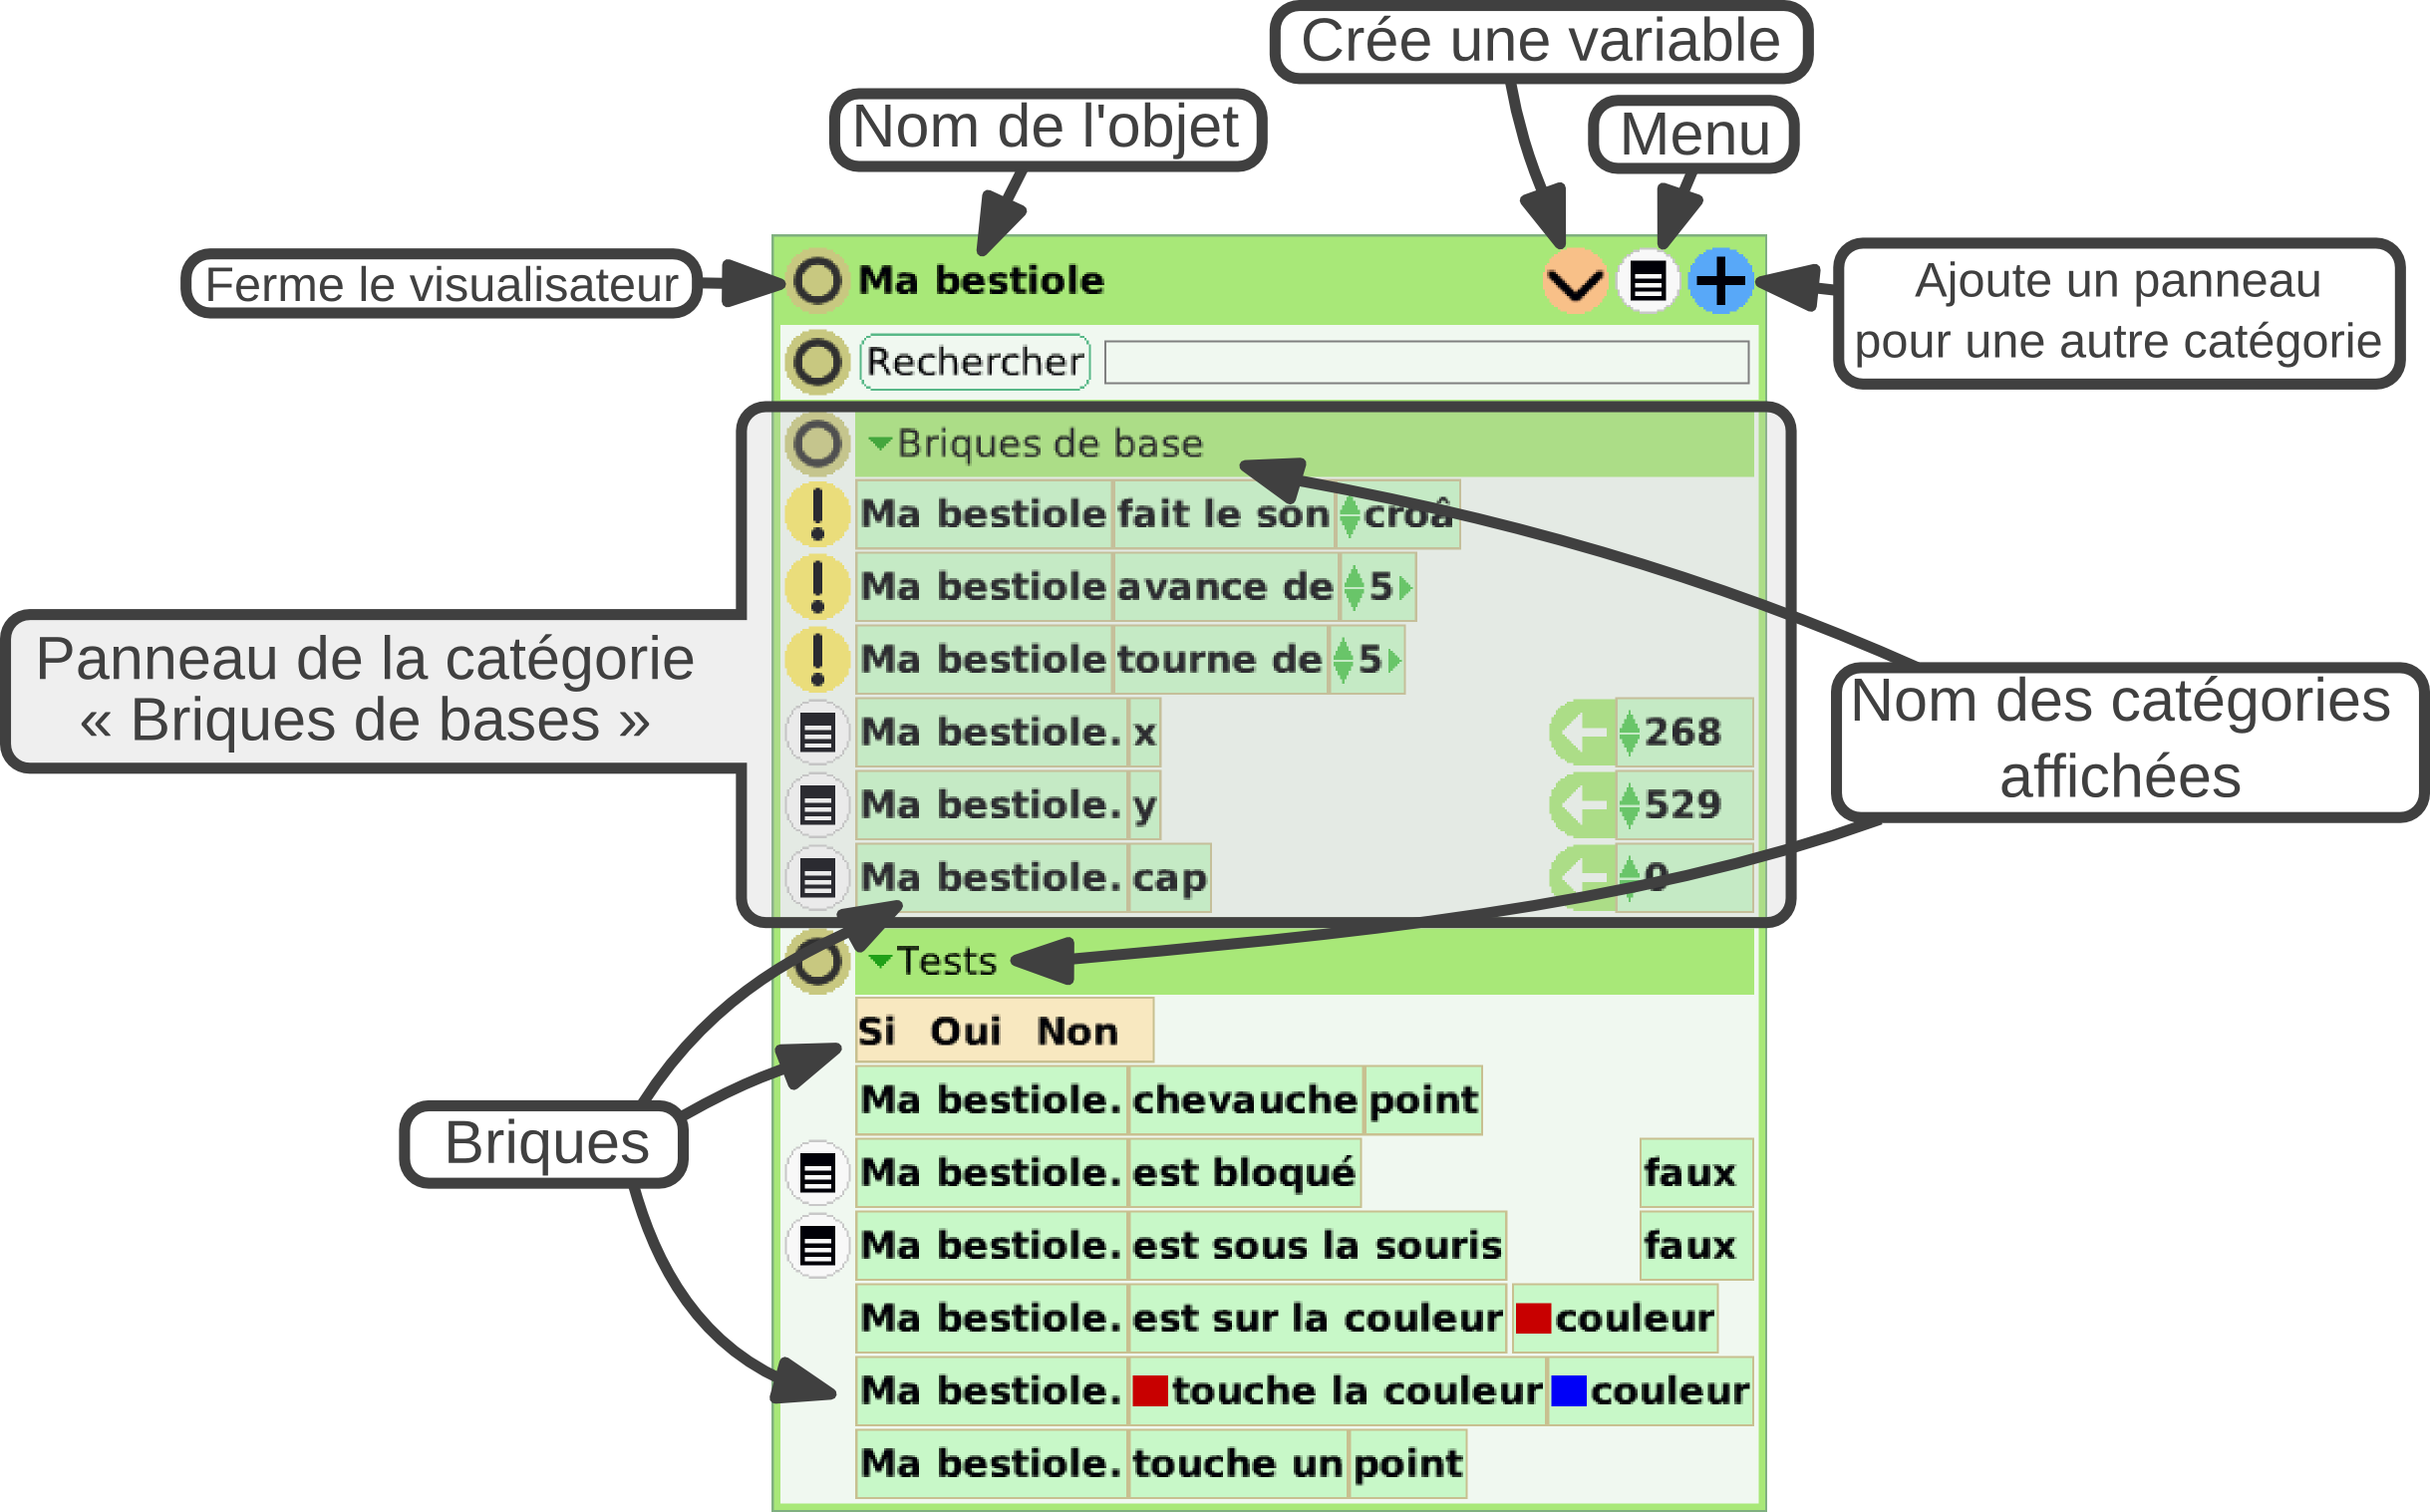 Crée une variable
Nom de l'objet
Menu
Ferme le visualisateur
Ma bestiole
Ajoute un panneau
pour une autre catégorie
Rechercher
Briques de base
Ma bestiole fait le son croâ
Ma bestiole avance de 5
Ma bestiole tourne de 5
Panneau de la catégorie
« Briques de bases »
Nom des catégories
affichées
Ma bestiole. x 268
Ma bestiole. y 529
Ma bestiole. cap 0
Tests
Si Oui Non
Ma bestiole. chevauche point
Briques
Ma bestiole. est bloqué faux
Ma bestiole. est sous la souris faux
Ma bestiole. est sur la couleur couleur
Ma bestiole. touche la couleur couleur
Ma bestiole. touche un point